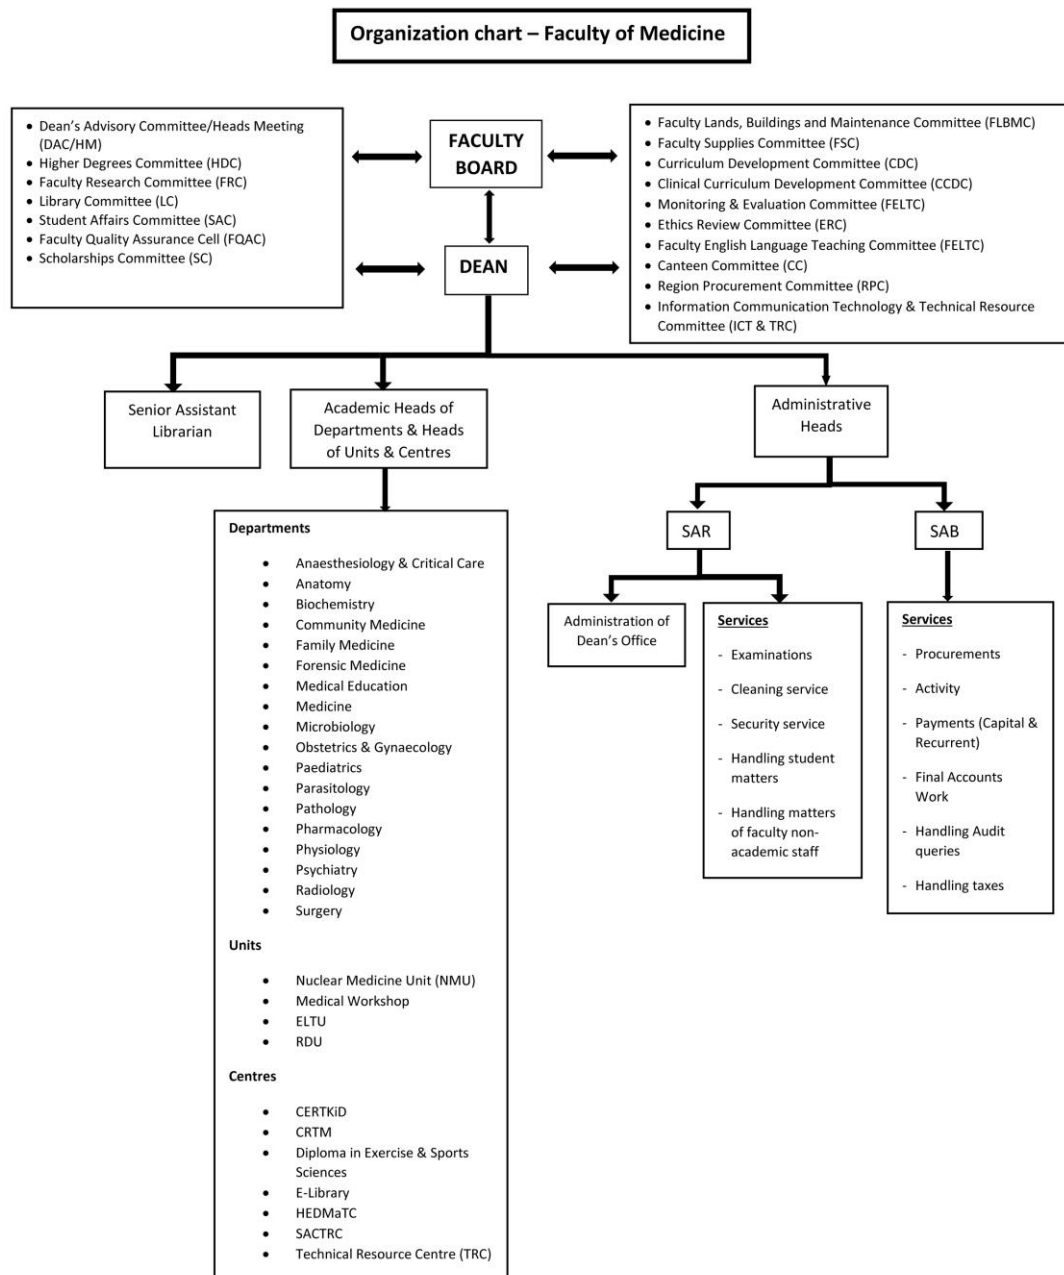 Organization chart – Faculty of Medicine
• Dean's Advisory Committee/Heads Meeting
(DAC/HM)
• Higher Degrees Committee (HDC)
• Faculty Research Committee (FRC)
• Library Committee (LC)
• Student Affairs Committee (SAC)
• Faculty Quality Assurance Cell (FQAC)
• Scholarships Committee (SC)
FACULTY
BOARD
DEAN
• Faculty Lands, Buildings and Maintenance Committee (FLBMC)
• Faculty Supplies Committee (FSC)
• Curriculum Development Committee (CDC)
• Clinical Curriculum Development Committee (CCDC)
• Monitoring & Evaluation Committee (FELTC)
• Ethics Review Committee (ERC)
• Faculty English Language Teaching Committee (FELTC)
• Canteen Committee (CC)
• Region Procurement Committee (RPC)
• Information Communication Technology & Technical Resource
Committee (ICT & TRC)
Senior Assistant
Librarian
Academic Heads of
Departments & Heads
of Units & Centres
Administrative
Heads
Departments
• Anaesthesiology & Critical Care
• Anatomy
• Biochemistry
• Community Medicine
• Family Medicine
• Forensic Medicine
• Medical Education
• Medicine
• Microbiology
• Obstetrics & Gynaecology
• Paediatrics
• Parasitology
• Pathology
• Pharmacology
• Physiology
• Psychiatry
• Radiology
• Surgery
Units
• Nuclear Medicine Unit (NMU)
• Medical Workshop
• ELTU
• RDU
Centres
• CERTKiD
• CRTM
• Diploma in Exercise & Sports
Sciences
• E-Library
• HEDMaTC
• SACTRC
• Technical Resource Centre (TRC)
SAR
SAB
Administration of
Dean's Office
Services
- Examinations
- Cleaning service
- Security service
- Handling student
matters
- Handling matters
of faculty non-
academic staff
Services
- Procurements
- Activity
- Payments (Capital &
Recurrent)
- Final Accounts
Work
- Handling Audit
queries
- Handling taxes